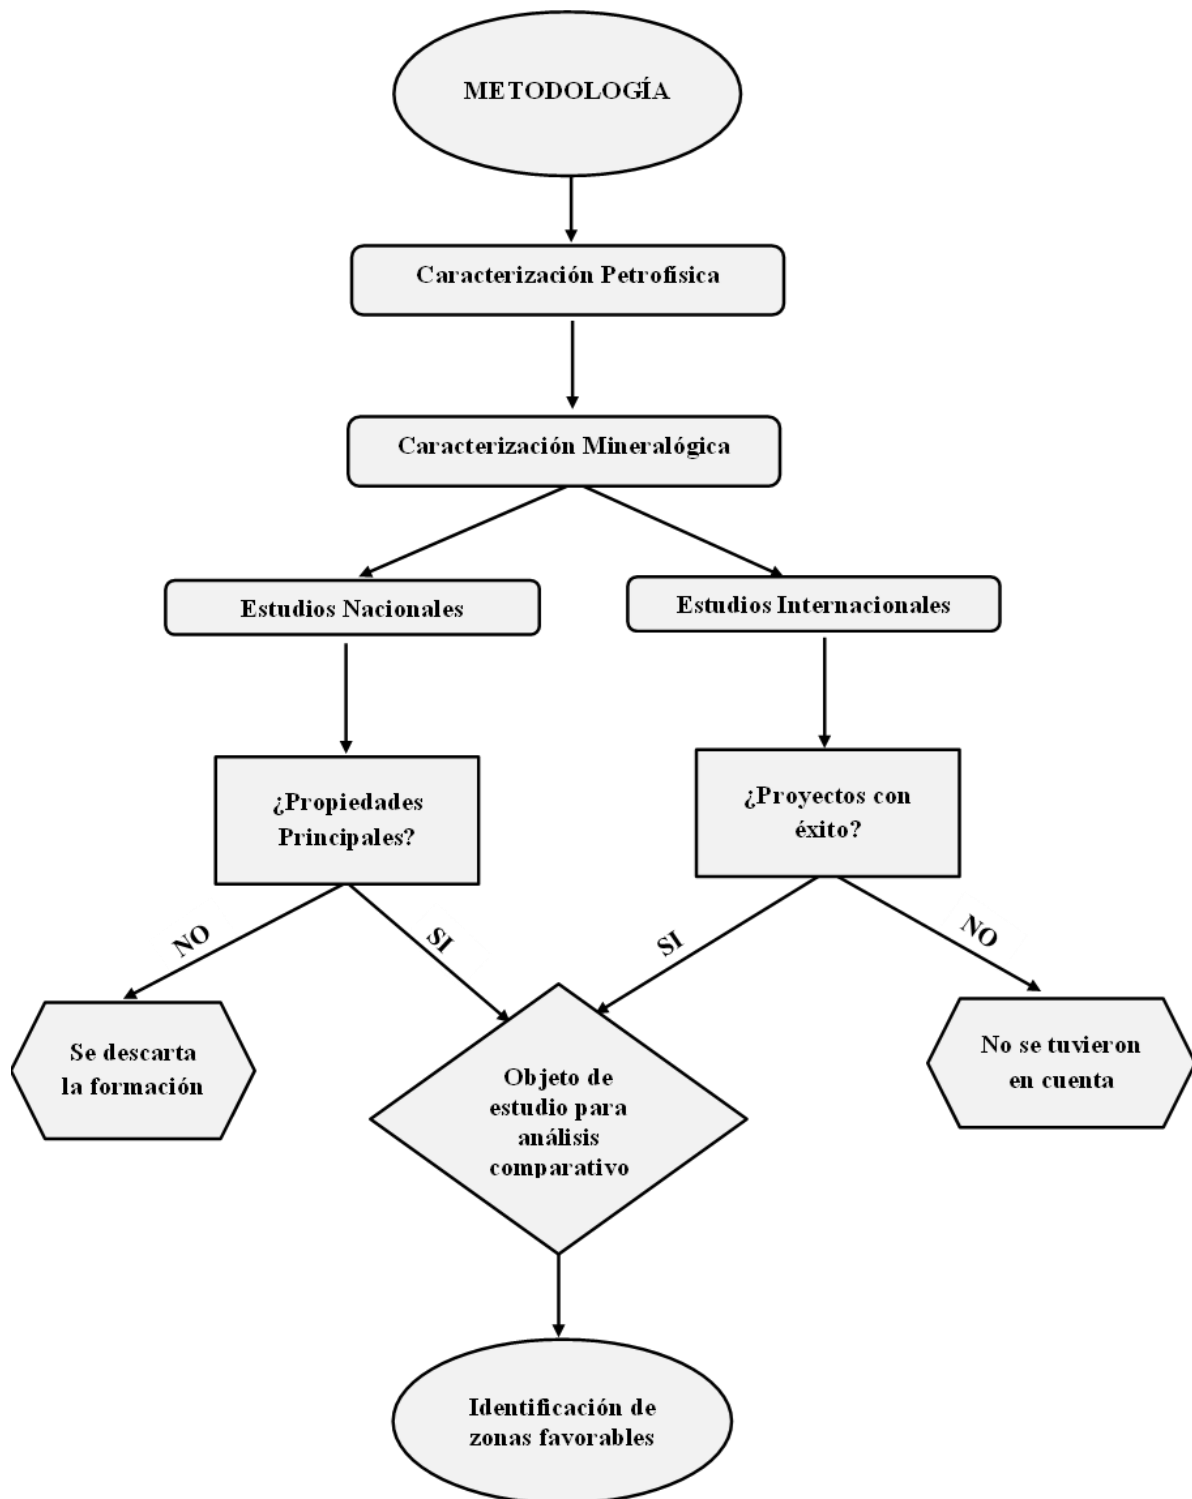 METODOLOGÍA
Caracterización Petrofísica
Caracterización Mineralógica
Estudios Nacionales
Estudios Internacionales
¿Propiedades
Principales?
¿Proyectos con
éxito?
NO
SI
SI
NO
Se descarta
la formación
Objeto de
estudio para
análisis
comparativo
No se tuvieron
en cuenta
Identificación de
zonas favorables